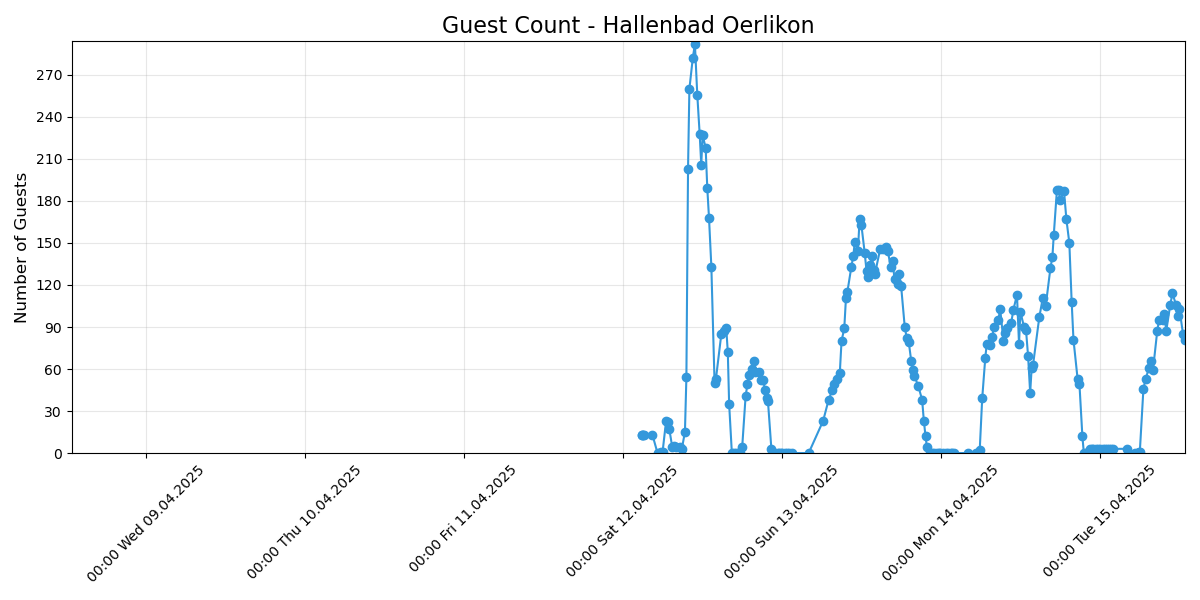 Guest Count - Hallenbad Oerlikon
Number of Guests
270
240
210
180
150
120
90
60
30
0
00:00 Wed 09.04.2025
00:00 Thu 10.04.2025
00:00 Fri 11.04.2025
00:00 Sat 12.04.2025
00:00 Sun 13.04.2025
00:00 Mon 14.04.2025
00:00 Tue 15.04.2025